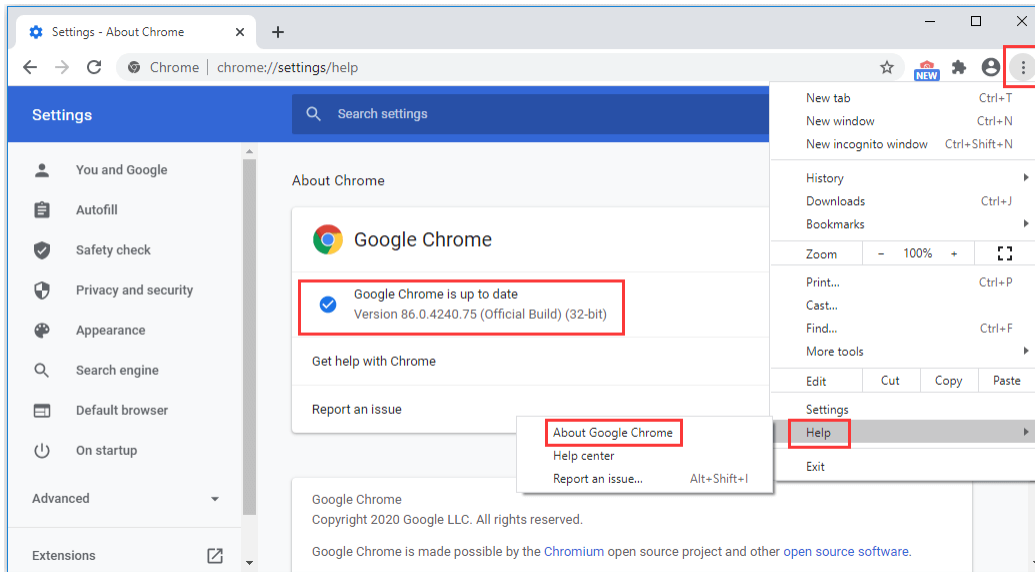 Settings - About Chrome
Chrome | chrome://settings/help
NEW
Settings
Search settings
You and Google
Autofill
Safety check
Privacy and security
Appearance
Search engine
Default browser
On startup
Advanced
Extensions
About Chrome
Google Chrome
Google Chrome is up to date
Version 86.0.4240.75 (Official Build) (32-bit)
Get help with Chrome
Report an issue
Google Chrome
Copyright 2020 Google LLC. All rights reserved.
Google Chrome is made possible by the Chromium open source project and other open source software.
New tab Ctrl+T
New window Ctrl+N
New incognito window Ctrl+Shift+N
History
Downloads Ctrl+J
Bookmarks
Zoom - 100% +
Print... Ctrl+P
Cast...
Find... Ctrl+F
More tools
Edit Cut Copy Paste
Settings
Help
Exit
About Google Chrome
Help center
Report an issue... Alt+Shift+I